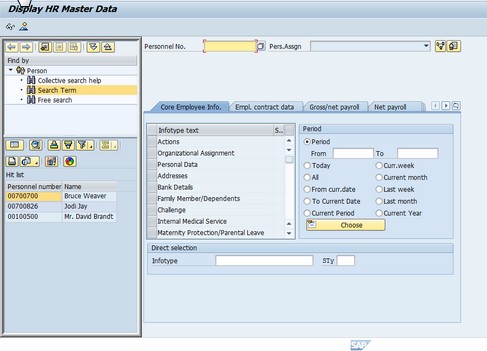 Display HR Master Data
Personnel No.
Pers.Assgn
Find by
Person
Collective search help
Search Term
Free search
Hit list
Personnel number Name
00700700 Bruce Weaver
00700826 Jodi Jay
00100500 Mr. David Brandt
Core Employee Info. Empl. contract data Gross/net payroll Net payroll
Infotype text S...
Actions
Organizational Assignment
Personal Data
Addresses
Bank Details
Family Member/Dependents
Challenge
Internal Medical Service
Maternity Protection/Parental Leave
Period
Period
From To
Today Curr.week
All Current month
From curr.date Last week
To Current Date Last month
Current Period Current Year
Choose
Direct selection
Infotype STy
SAP